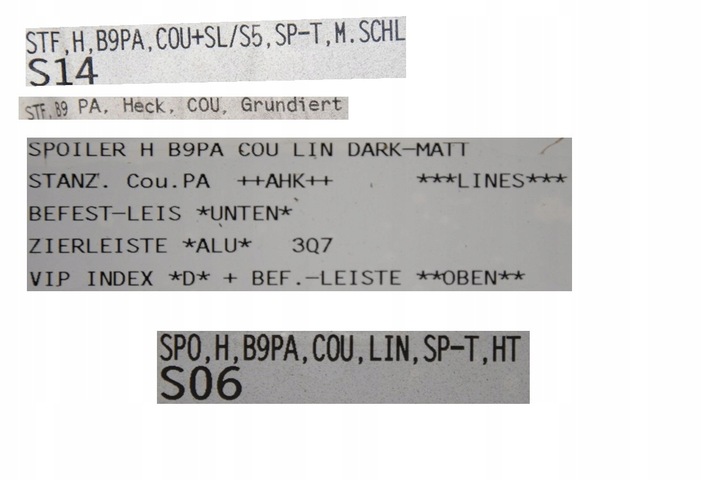 STF,H,B9PA,COU+SL/S5,SP-T,M.SCHL
S14
STF, B9 PA, Heck, COU, Grundiert
SPOILER H B9PA COU LIN DARK-MATT
STANZ. Cou.PA ++AHK++ ***LINES***
BEFEST-LEIS *UNTEN*
ZIERLEISTE *ALU* 3Q7
VIP INDEX *D* + BEF.-LEISTE **OBEN**
SPO,H,B9PA,COU,LIN,SP-T,HT
S06